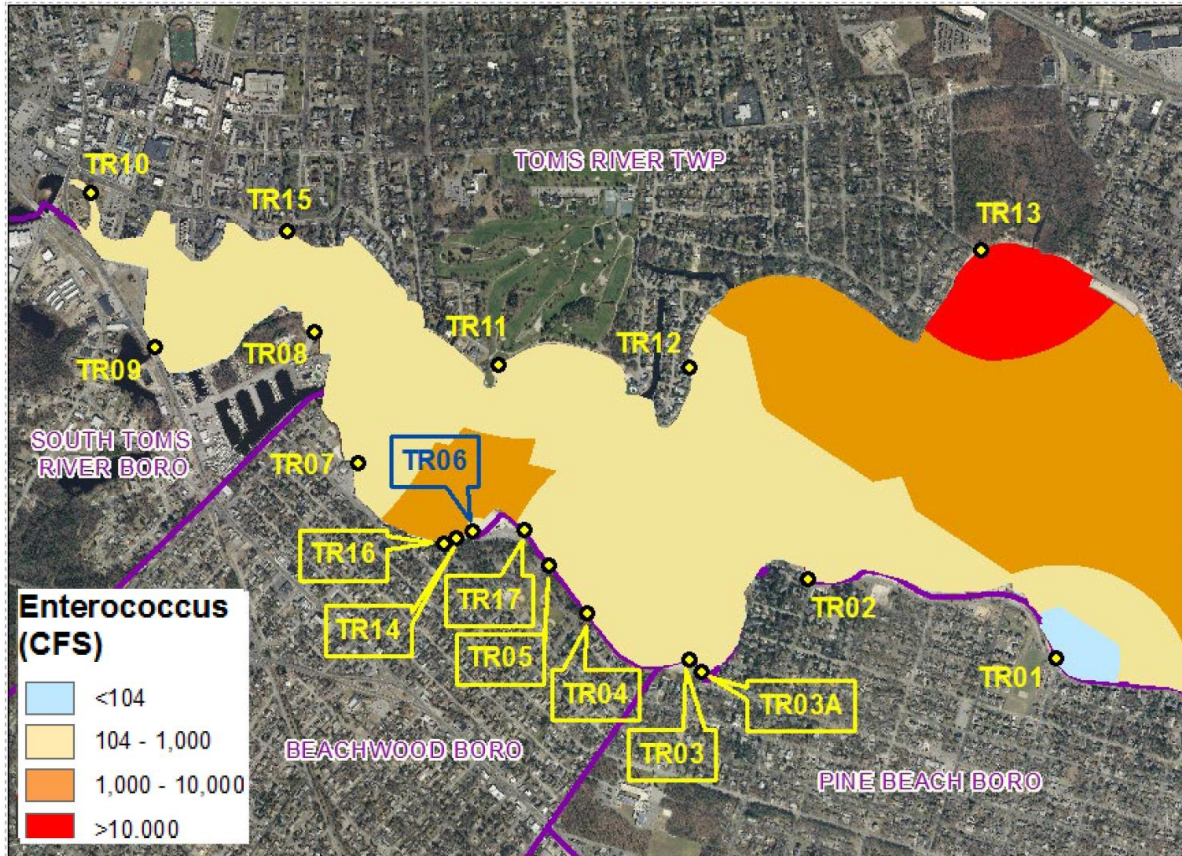 TOMS RIVER TWP
TR10
TR15
TR13
TR11
TR12
TR08
TR09
SOUTH TOMS
RIVER BORO
TR07
TR06
TR16
TR14
TR17
TR05
TR04
TR03
TR03A
TR02
TR01
BEACHWOOD BORO
PINE BEACH BORO
Enterococcus
(CFS)
<104
104 - 1,000
1,000 - 10,000
>10.000